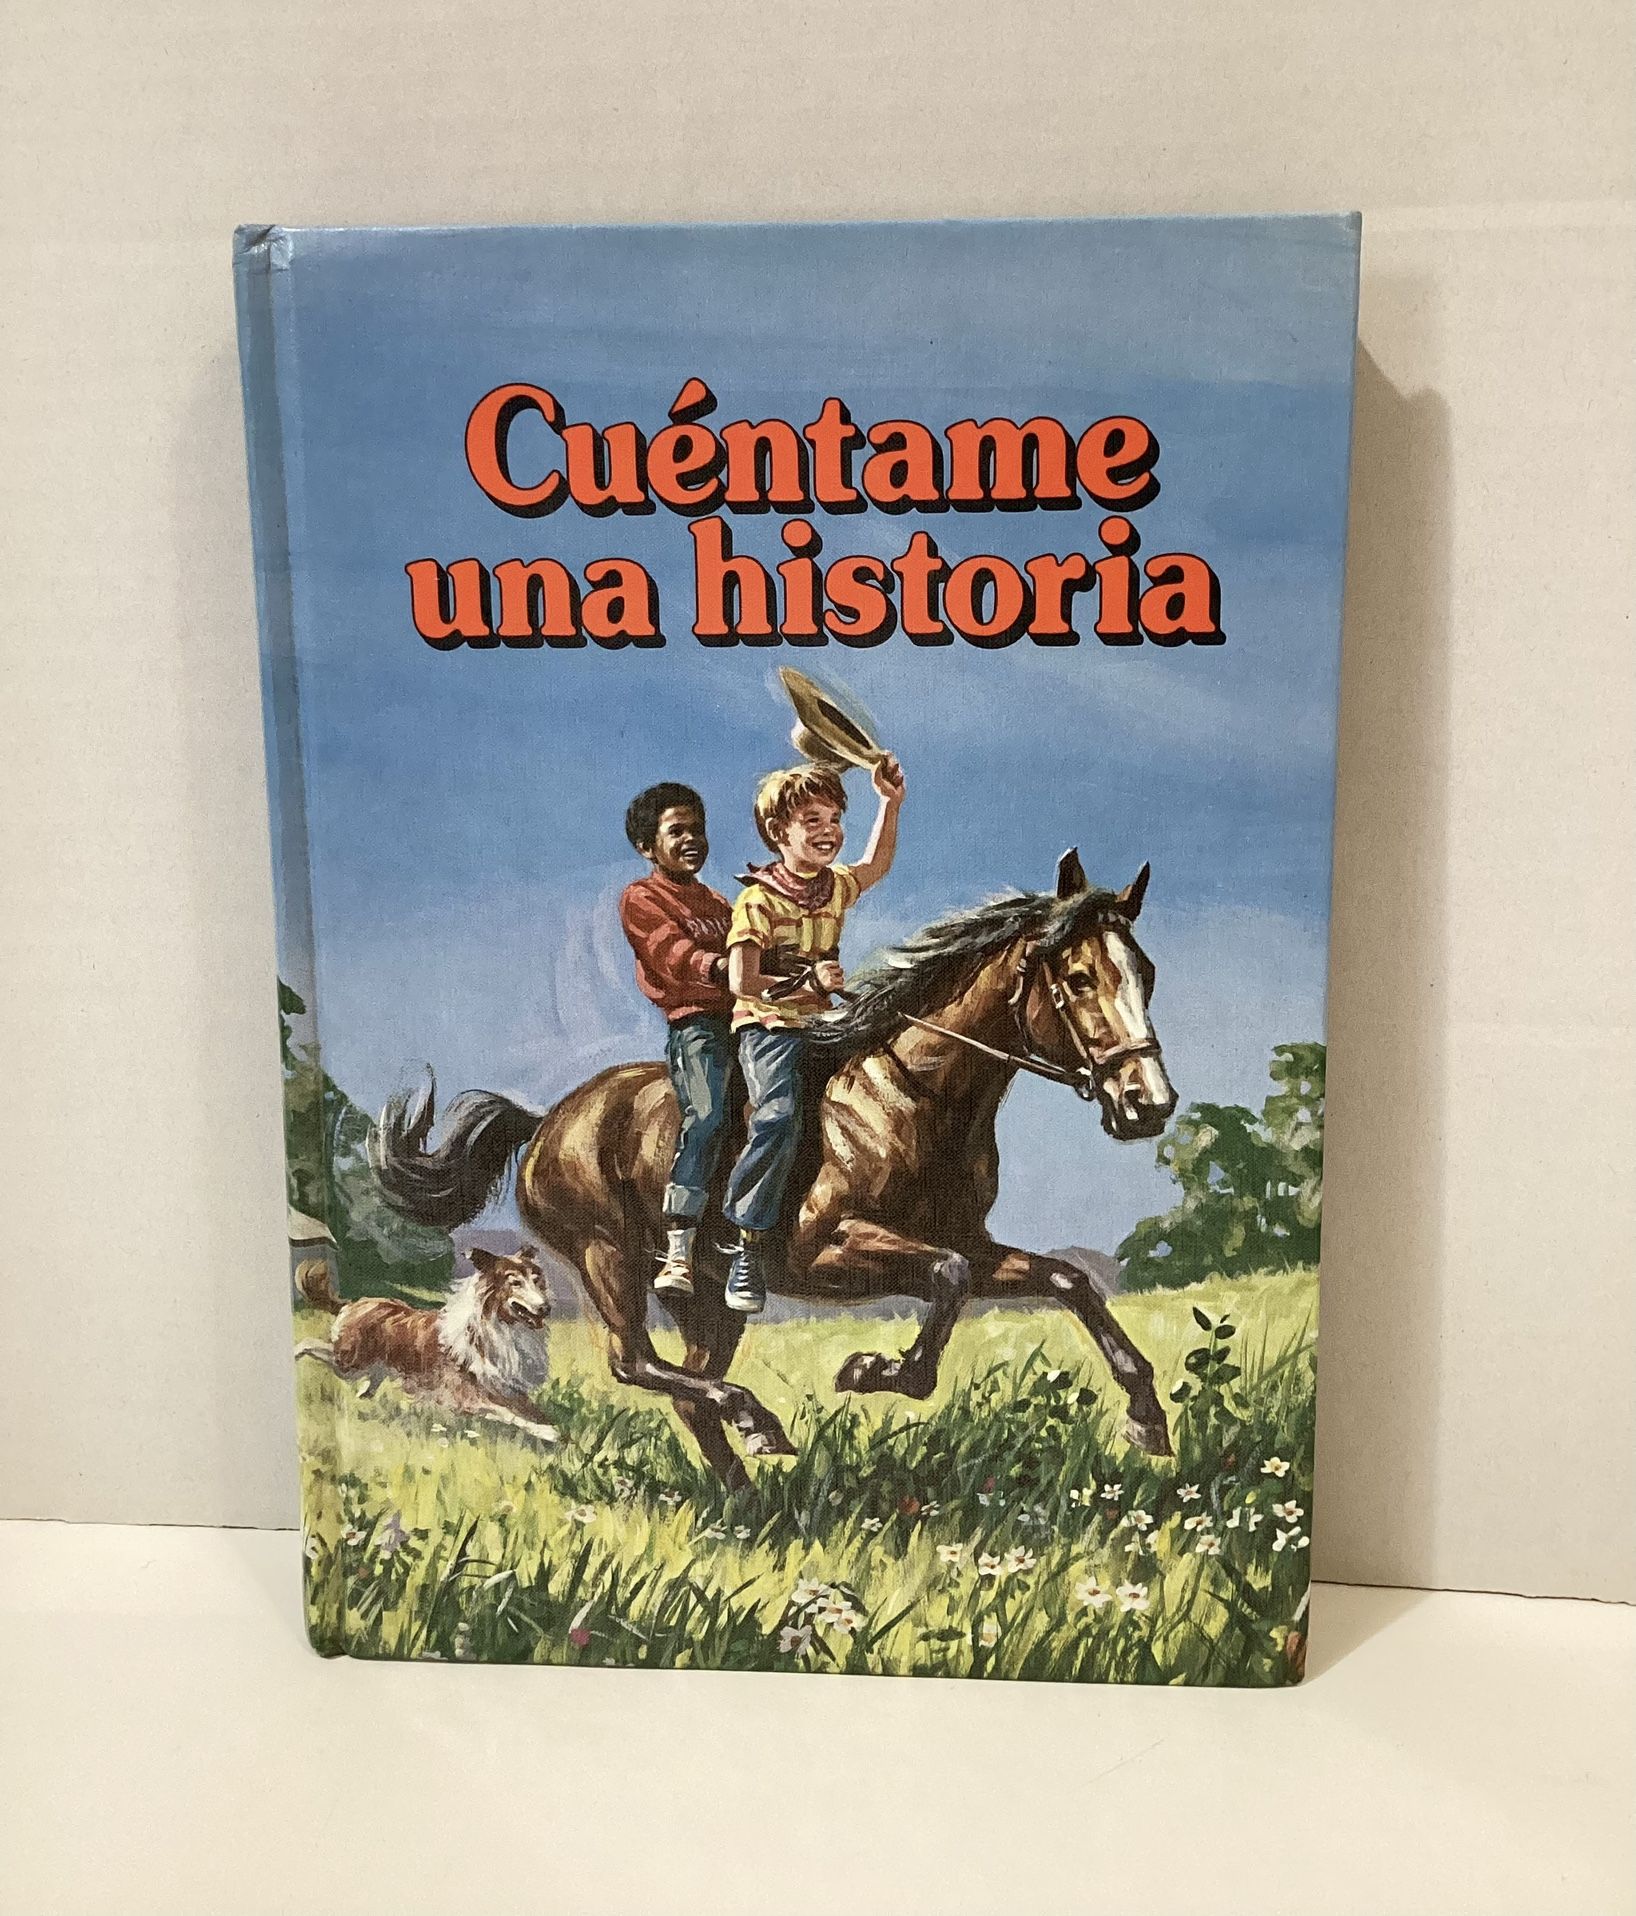 Cuéntame
una historia